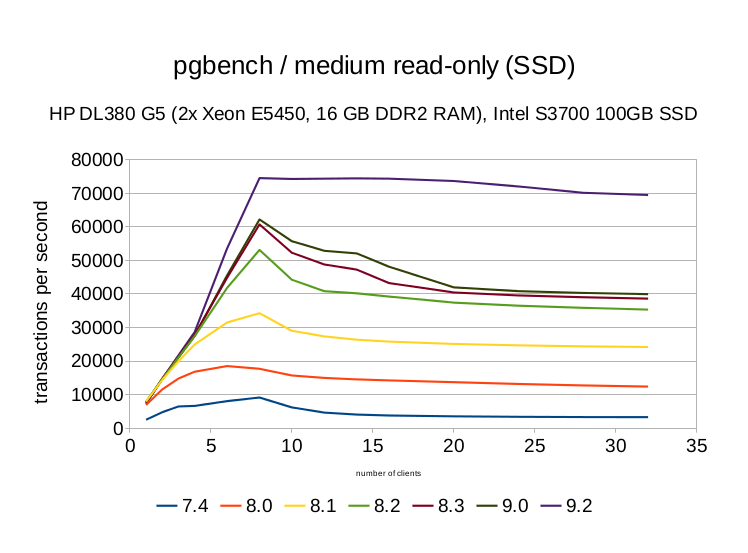 pgbench / medium read-only (SSD)
HP DL380 G5 (2x Xeon E5450, 16 GB DDR2 RAM), Intel S3700 100GB SSD
transactions per second
80000
70000
60000
50000
40000
30000
20000
10000
0
0 5 10 15 20 25 30 35
number of clients
7.4 8.0 8.1 8.2 8.3 9.0 9.2